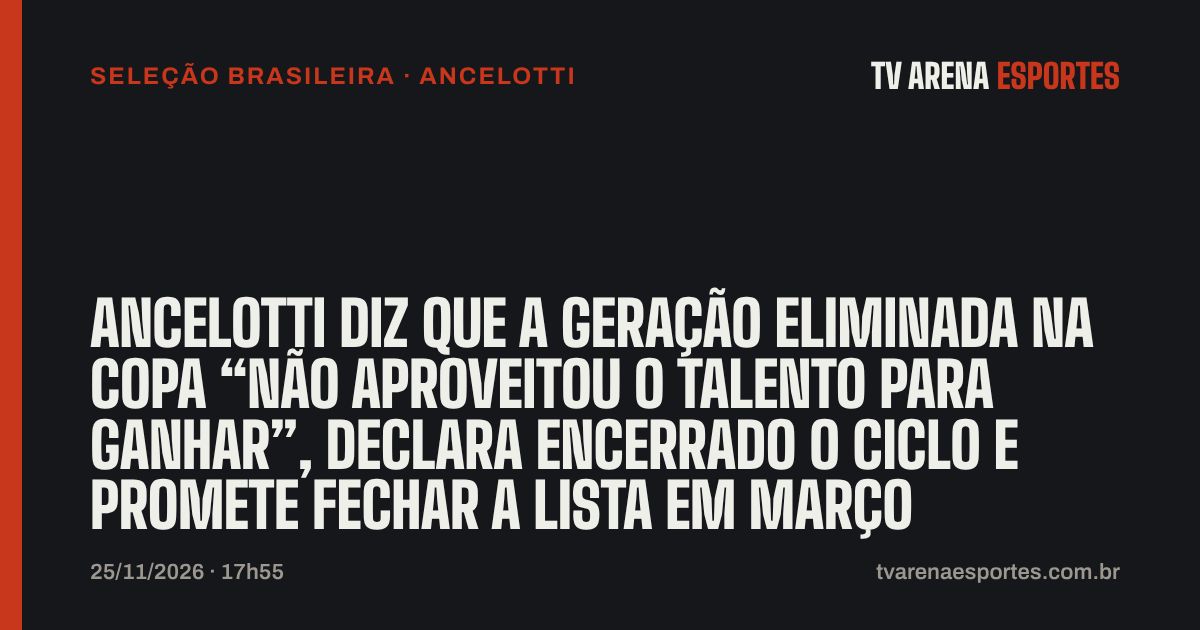 SELEÇÃO BRASILEIRA · ANCELOTTI
TV ARENA ESPORTES
ANCELOTTI DIZ QUE A GERAÇÃO ELIMINADA NA
COPA “NÃO APROVEITOU O TALENTO PARA
GANHAR”, DECLARA ENCERRADO O CICLO E
PROMETE FECHAR A LISTA EM MARÇO
25/11/2026 · 17h55
tvarenaesportes.com.br